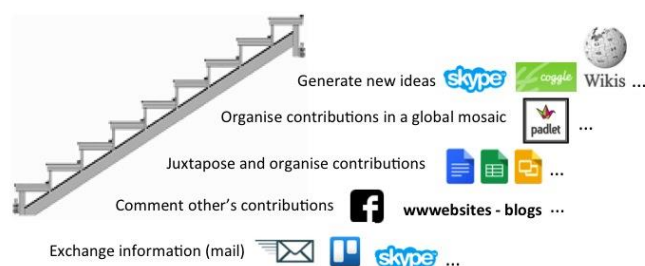 Generate new ideas skype coggle Wikis ...
Organise contributions in a global mosaic padlet ...
Juxtapose and organise contributions ...
Comment other's contributions f wwwebsites - blogs ...
Exchange information (mail) skype ...